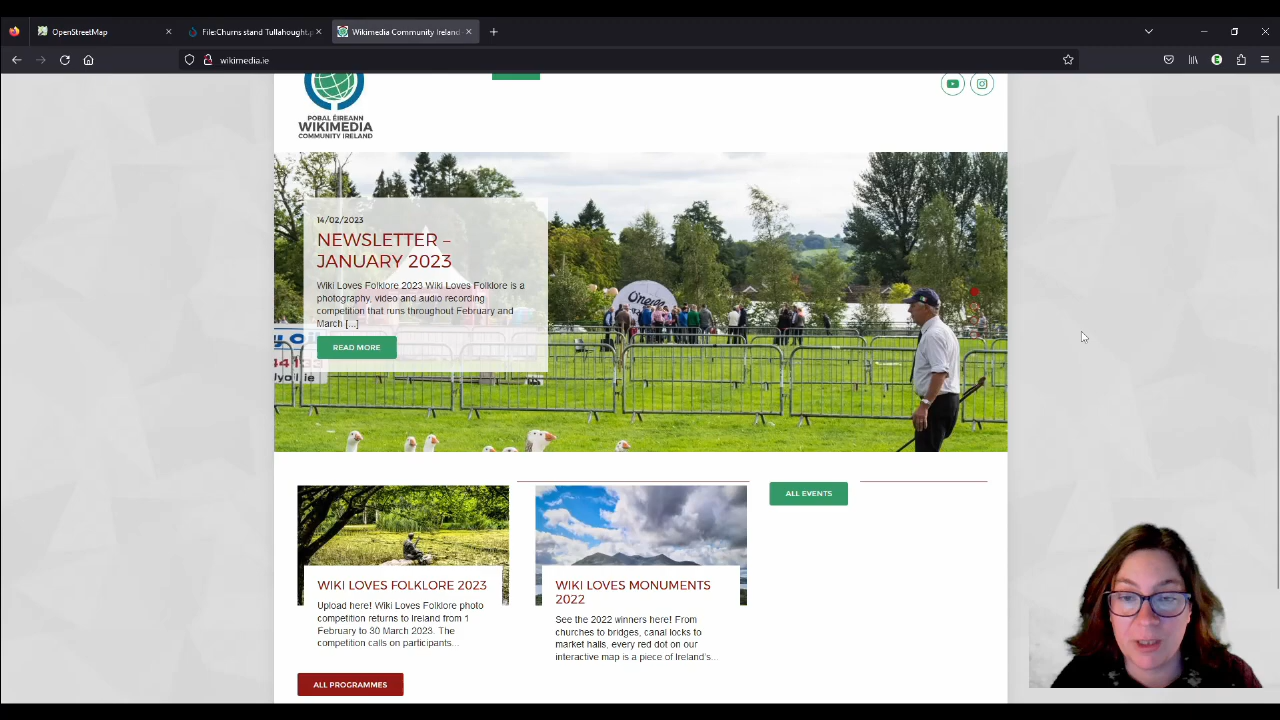 OpenStreetMap
File:Churns stand Tullahought.j
Wikimedia Community Ireland
wikimedia.ie
POBAL ÉIREANN
WIKIMEDIA
COMMUNITY IRELAND
14/02/2023
NEWSLETTER –
JANUARY 2023
Wiki Loves Folklore 2023 Wiki Loves Folklore is a
photography, video and audio recording
competition that runs throughout February and
March [...]
READ MORE
O'neills
ALL EVENTS
WIKI LOVES FOLKLORE 2023
Upload here! Wiki Loves Folklore photo
competition returns to Ireland from 1
February to 30 March 2023. The
competition calls on participants...
WIKI LOVES MONUMENTS
2022
See the 2022 winners here! From
churches to bridges, canal locks to
market halls, every red dot on our
interactive map is a piece of Ireland's...
ALL PROGRAMMES